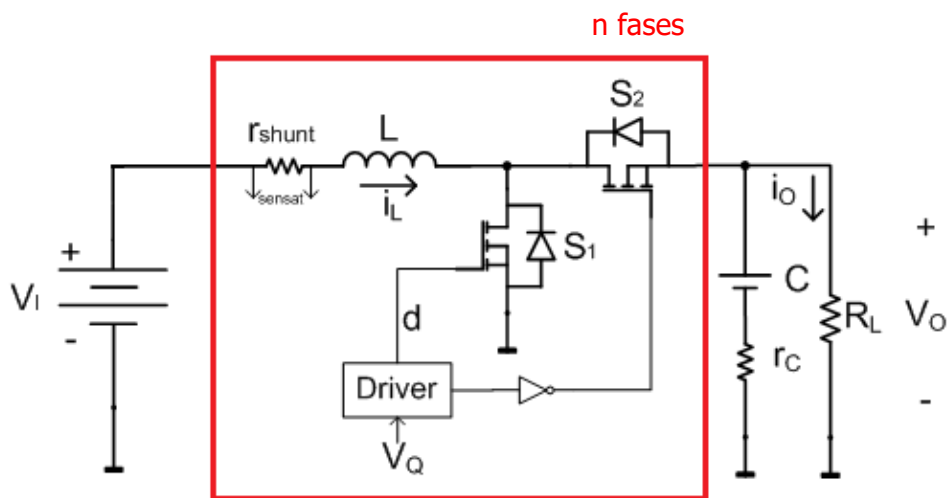 n fases
S2
rshunt
L
sensat
iL
iO
+
S1
+
VI
C
d
RL
VO
-
rC
Driver
-
VQ